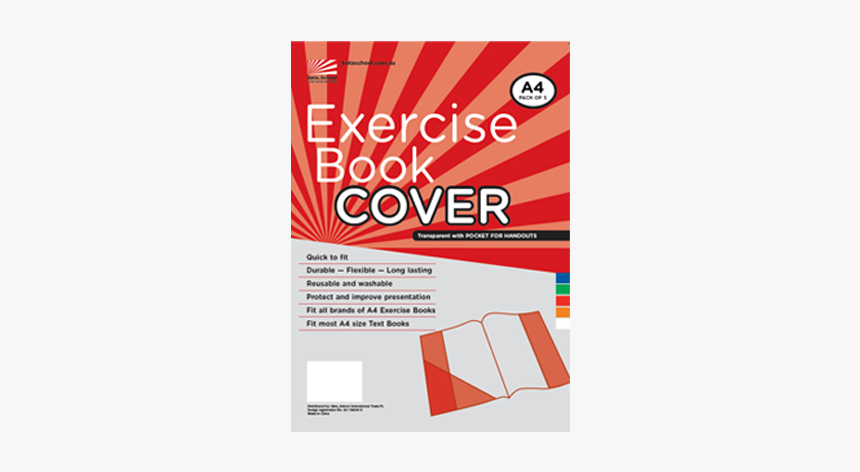 betaschool.com.au
A4
PACK OF 5
Exercise
Book
COVER
Transparent with POCKET FOR HANDOUTS
Quick to fit
Durable — Flexible — Long lasting
Reusable and washable
Protect and improve presentation
Fit all brands of A4 Exercise Books
Fit most A4 size Text Books
Made in China